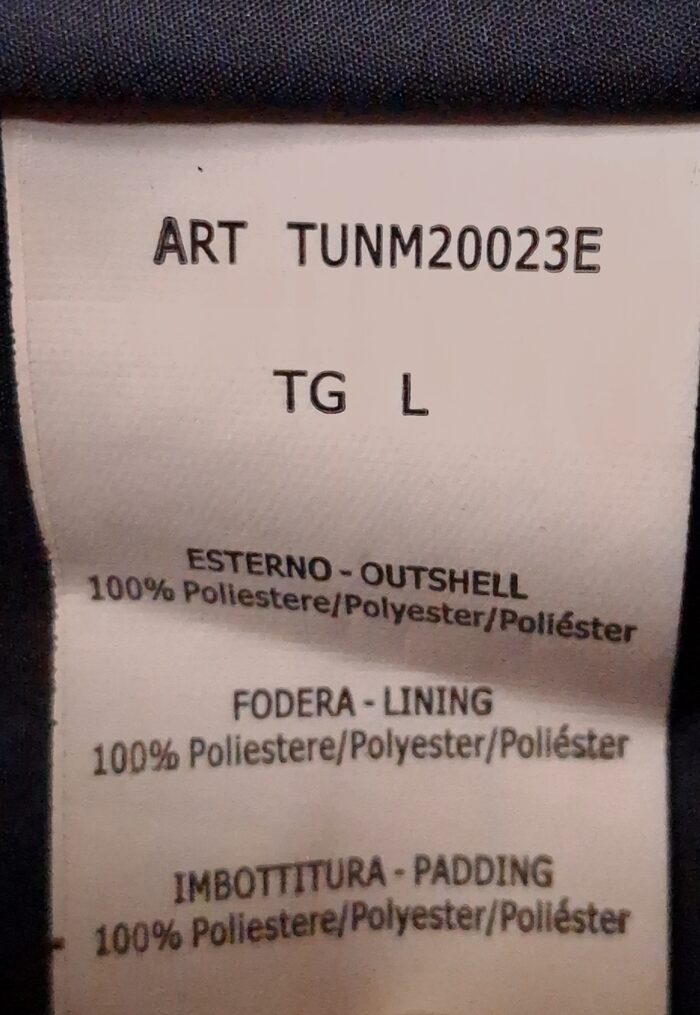 ART TUNM20023E
TG L
ESTERNO - OUTSHELL
100% Poliestere/Polyester/Poliéster
FODERA - LINING
100% Poliestere/Polyester/Poliéster
IMBOTTITURA - PADDING
100% Poliestere/Polyester/Poliéster